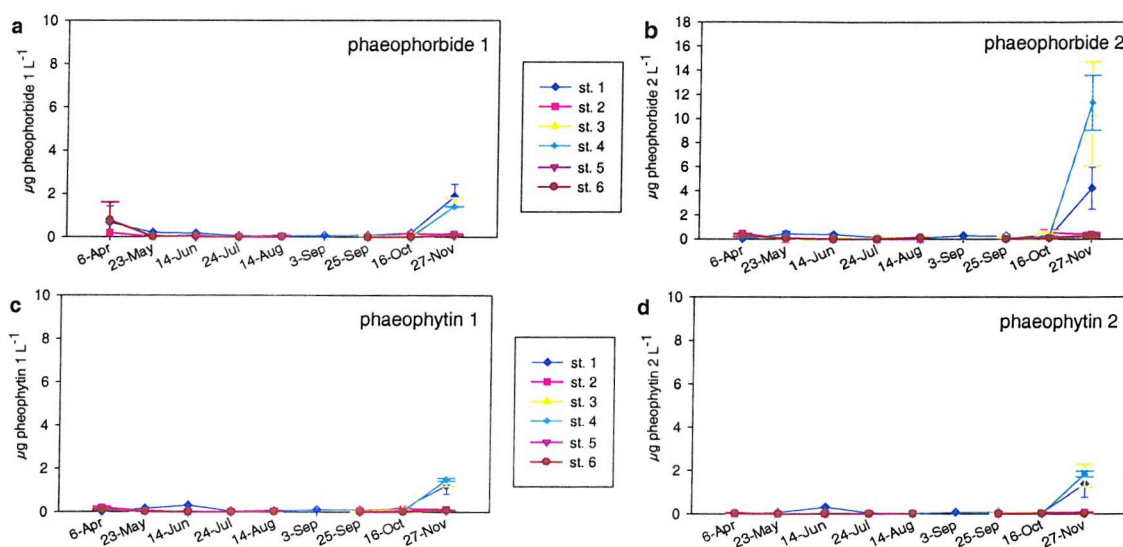 a
phaeophorbide 1
µg pheophorbide 1 L-1
10
8
6
4
2
0
6-Apr
23-May
14-Jun
24-Jul
14-Aug
3-Sep
25-Sep
16-Oct
27-Nov
st. 1
st. 2
st. 3
st. 4
st. 5
st. 6
b
phaeophorbide 2
µg pheophorbide 2 L-1
18
16
14
12
10
8
6
4
2
0
6-Apr
23-May
14-Jun
24-Jul
14-Aug
3-Sep
25-Sep
16-Oct
27-Nov
c
phaeophytin 1
µg pheophytin 1 L-1
10
8
6
4
2
0
6-Apr
23-May
14-Jun
24-Jul
14-Aug
3-Sep
25-Sep
16-Oct
27-Nov
st. 1
st. 2
st. 3
st. 4
st. 5
st. 6
d
phaeophytin 2
µg pheophytin 2 L-1
10
8
6
4
2
0
6-Apr
23-May
14-Jun
24-Jul
14-Aug
3-Sep
25-Sep
16-Oct
27-Nov